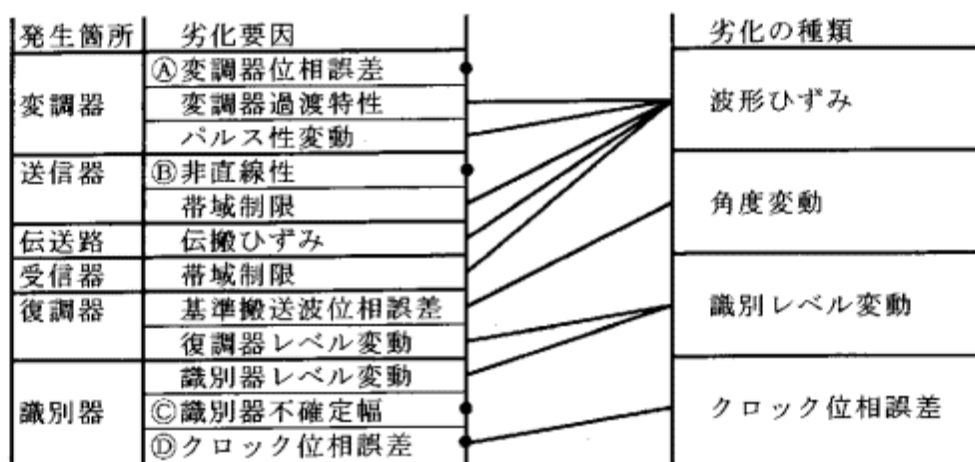 発生箇所 劣化要因 劣化の種類
変調器 Ⓐ変調器位相誤差
変調器過渡特性
パルス性変動
波形ひずみ
送信器 Ⓑ非直線性
帯域制限
角度変動
伝送路 伝搬ひずみ
受信器 帯域制限
復調器 基準搬送波位相誤差
復調器レベル変動
識別レベル変動
識別器 識別器レベル変動
Ⓒ識別器不確定幅
Ⓓクロック位相誤差
クロック位相誤差